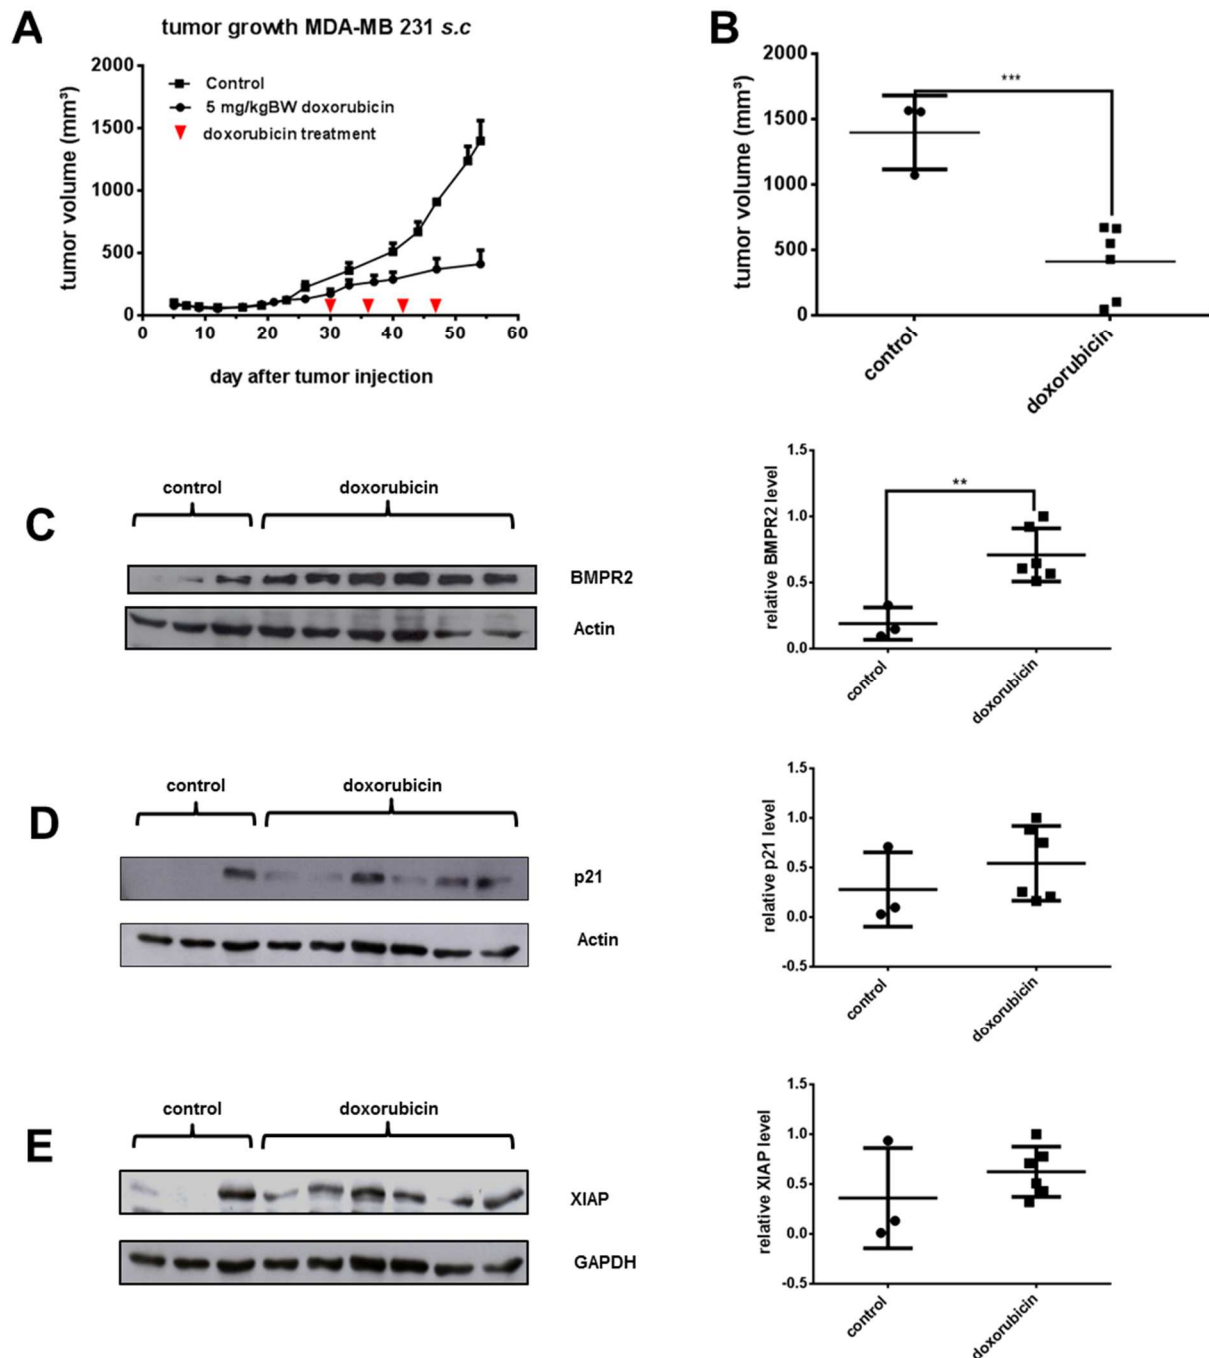 A
tumor growth MDA-MB 231 s.c
2000
1500
1000
500
0
tumor volume (mm³)
Control
5 mg/kgBW doxorubicin
doxorubicin treatment
0 10 20 30 40 50 60
day after tumor injection
B
2000
1500
1000
500
0
tumor volume (mm³)
***
control
doxorubicin
C
control
doxorubicin
BMPR2
Actin
1.5
1.0
0.5
0.0
relative BMPR2 level
**
control
doxorubicin
D
control
doxorubicin
p21
Actin
1.5
1.0
0.5
0.0
-0.5
relative p21 level
control
doxorubicin
E
control
doxorubicin
XIAP
GAPDH
1.5
1.0
0.5
0.0
-0.5
relative XIAP level
control
doxorubicin